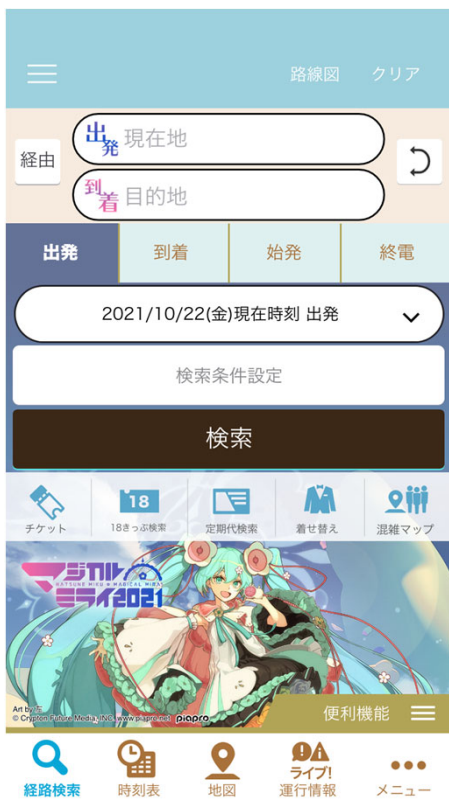 路線図 クリア
経由
出発 現在地
到着 目的地
出発 到着 始発 終電
2021/10/22(金)現在時刻 出発
検索条件設定
検索
18
チケット 18きっぷ検索 定期代検索 着せ替え 混雑マップ
マジカル
HATSUNE MIKU★MAGICAL MIRAI
ミライ2021
Art by 左
© Crypton Future Media, INC. www.piapro.net piapro
便利機能
ライブ!
経路検索 時刻表 地図 運行情報 メニュー